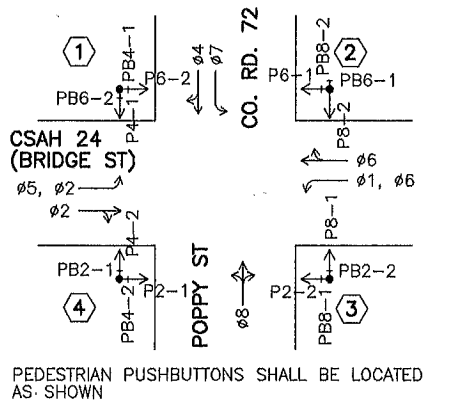 1
PB4-1
P6-2
PB6-2
P4-1
ø4
ø7
CO. RD. 72
2
PB8-2
P6-1
PB6-1
P8-2
CSAH 24
(BRIDGE ST)
ø5, ø2
ø2
ø6
ø1, ø6
P4-2
P8-1
PB2-1
P2-1
PB4-2
4
POPPY ST
ø8
P2-2
PB2-2
PB8-1
3
PEDESTRIAN PUSHBUTTONS SHALL BE LOCATED
AS SHOWN